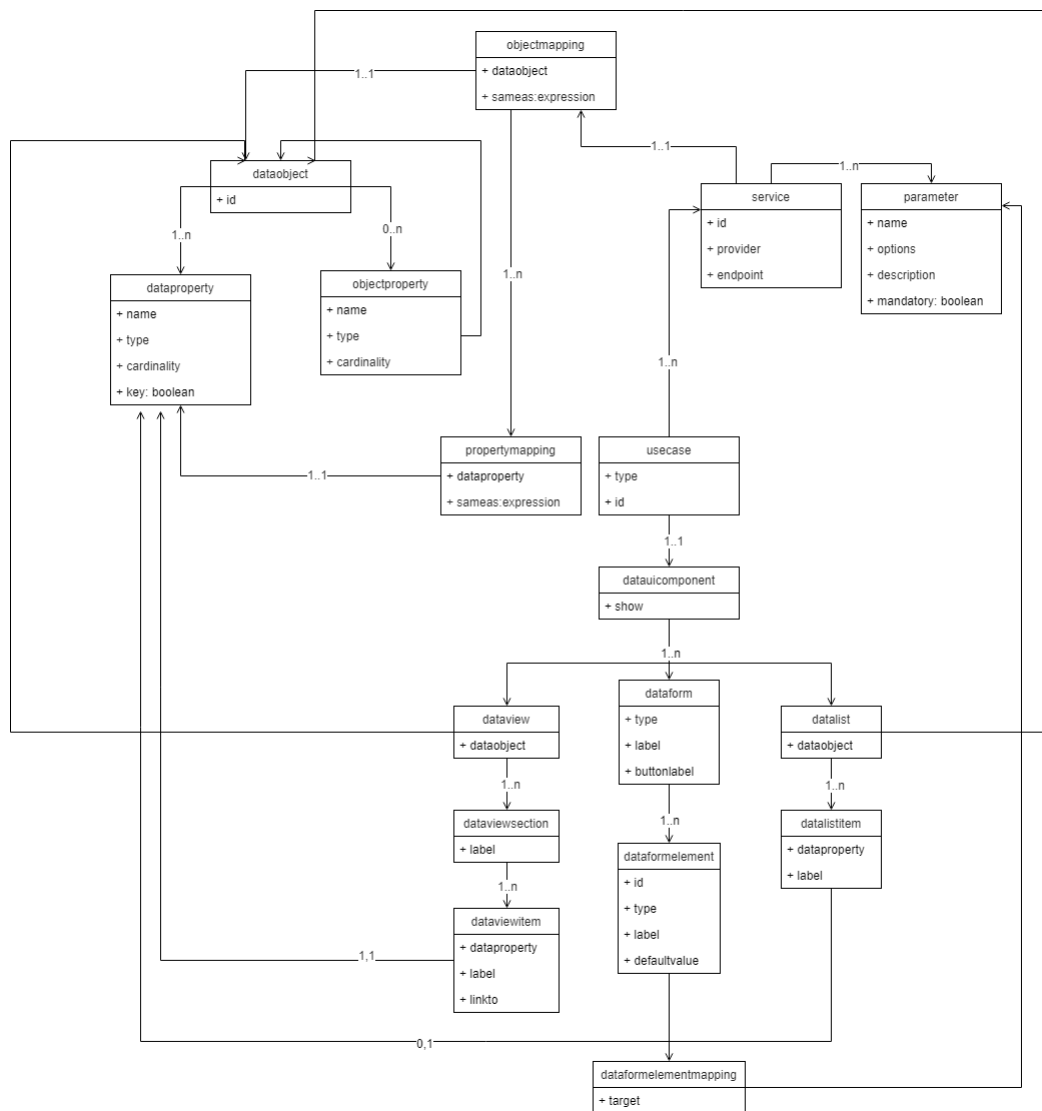 objectmapping
+ dataobject
+ sameas:expression
1..1
1..1
1..n
dataobject
+ id
service
+ id
+ provider
+ endpoint
parameter
+ name
+ options
+ description
+ mandatory: boolean
1..n
0..n
1..n
dataproperty
+ name
+ type
+ cardinality
+ key: boolean
objectproperty
+ name
+ type
+ cardinality
1..n
propertymapping
+ dataproperty
+ sameas:expression
1..1
usecase
+ type
+ id
1..1
datauicomponent
+ show
1..n
dataview
+ dataobject
dataform
+ type
+ label
+ buttonlabel
datalist
+ dataobject
1..n
1..n
1..n
dataviewsection
+ label
datalistitem
+ dataproperty
+ label
1..n
dataformelement
+ id
+ type
+ label
+ defaultvalue
dataviewitem
+ dataproperty
+ label
+ linkto
1,1
0,1
dataformelementmapping
+ target